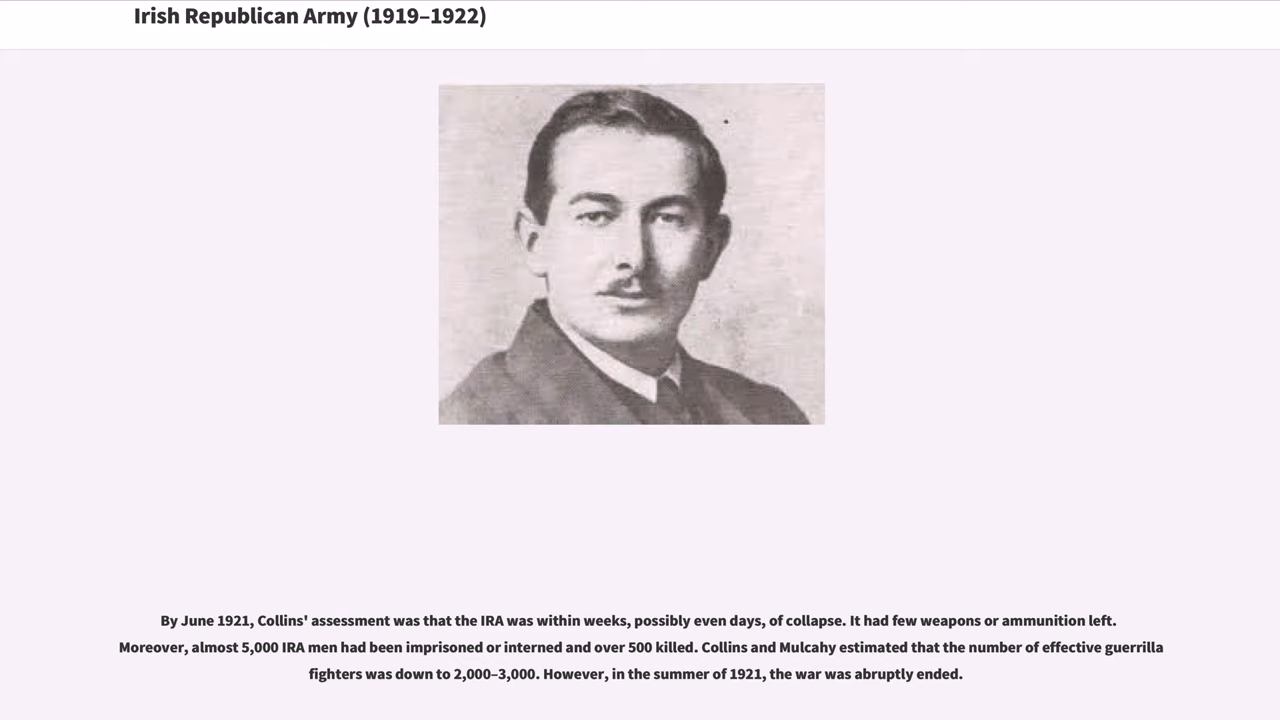 Irish Republican Army (1919–1922)
By June 1921, Collins' assessment was that the IRA was within weeks, possibly even days, of collapse. It had few weapons or ammunition left.
Moreover, almost 5,000 IRA men had been imprisoned or interned and over 500 killed. Collins and Mulcahy estimated that the number of effective guerrilla
fighters was down to 2,000–3,000. However, in the summer of 1921, the war was abruptly ended.